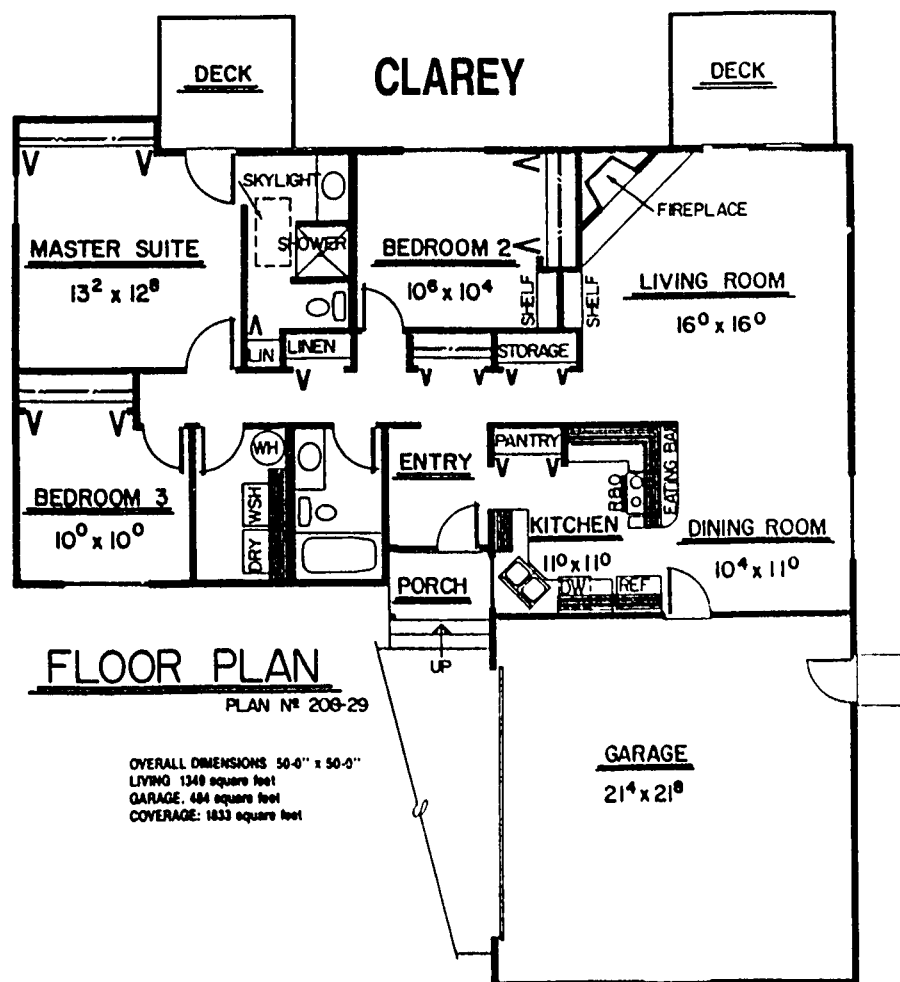 DECK
CLAREY
DECK
SKYLIGHT
FIREPLACE
MASTER SUITE
13² x 12⁸
SHOWER
BEDROOM 2
10⁶ x 10⁴
SHELF
SHELF
LIVING ROOM
16⁰ x 16⁰
LIN
LINEN
STORAGE
WH
ENTRY
PANTRY
EATING BAR
BEDROOM 3
10⁰ x 10⁰
WSH
DRY
BBQ
KITCHEN
11⁰ x 11⁰
DINING ROOM
10⁴ x 11⁰
PORCH
DW
REF
UP
FLOOR PLAN
PLAN Nº 208-29
OVERALL DIMENSIONS 50-0" x 50-0"
LIVING 1349 square feet
GARAGE. 484 square feet
COVERAGE: 1833 square feet
GARAGE
21⁴ x 21⁸